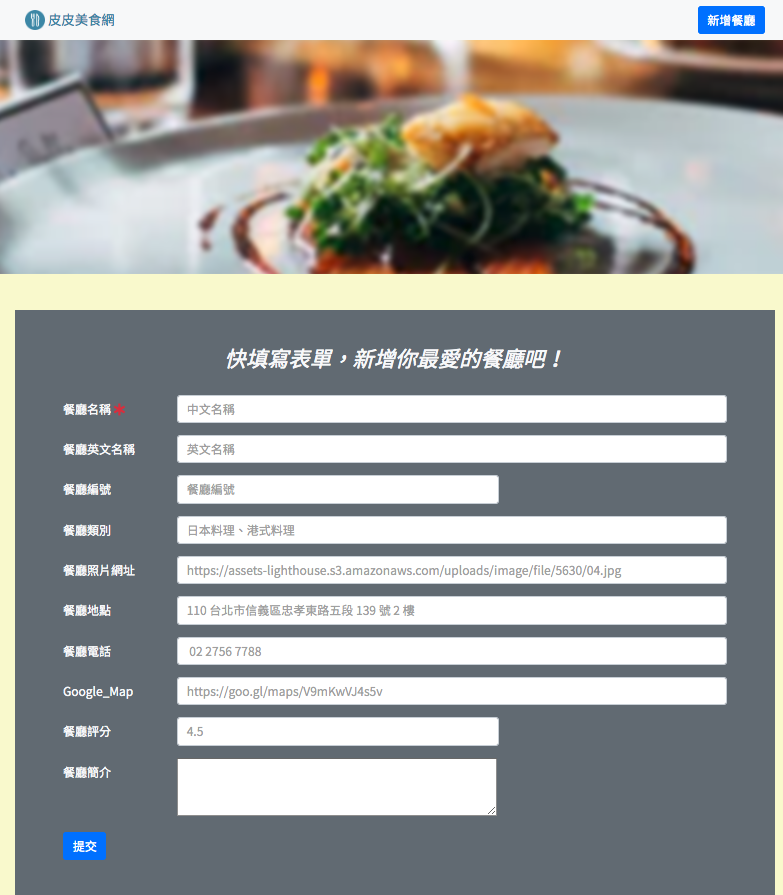 皮皮美食網
新增餐廳
快填寫表單，新增你最愛的餐廳吧！
餐廳名稱 * 中文名稱
餐廳英文名稱 英文名稱
餐廳編號 餐廳編號
餐廳類別 日本料理、港式料理
餐廳照片網址 https://assets-lighthouse.s3.amazonaws.com/uploads/image/file/5630/04.jpg
餐廳地點 110 台北市信義區忠孝東路五段 139 號 2 樓
餐廳電話 02 2756 7788
Google_Map https://goo.gl/maps/V9mKwVJ4s5v
餐廳評分 4.5
餐廳簡介
提交